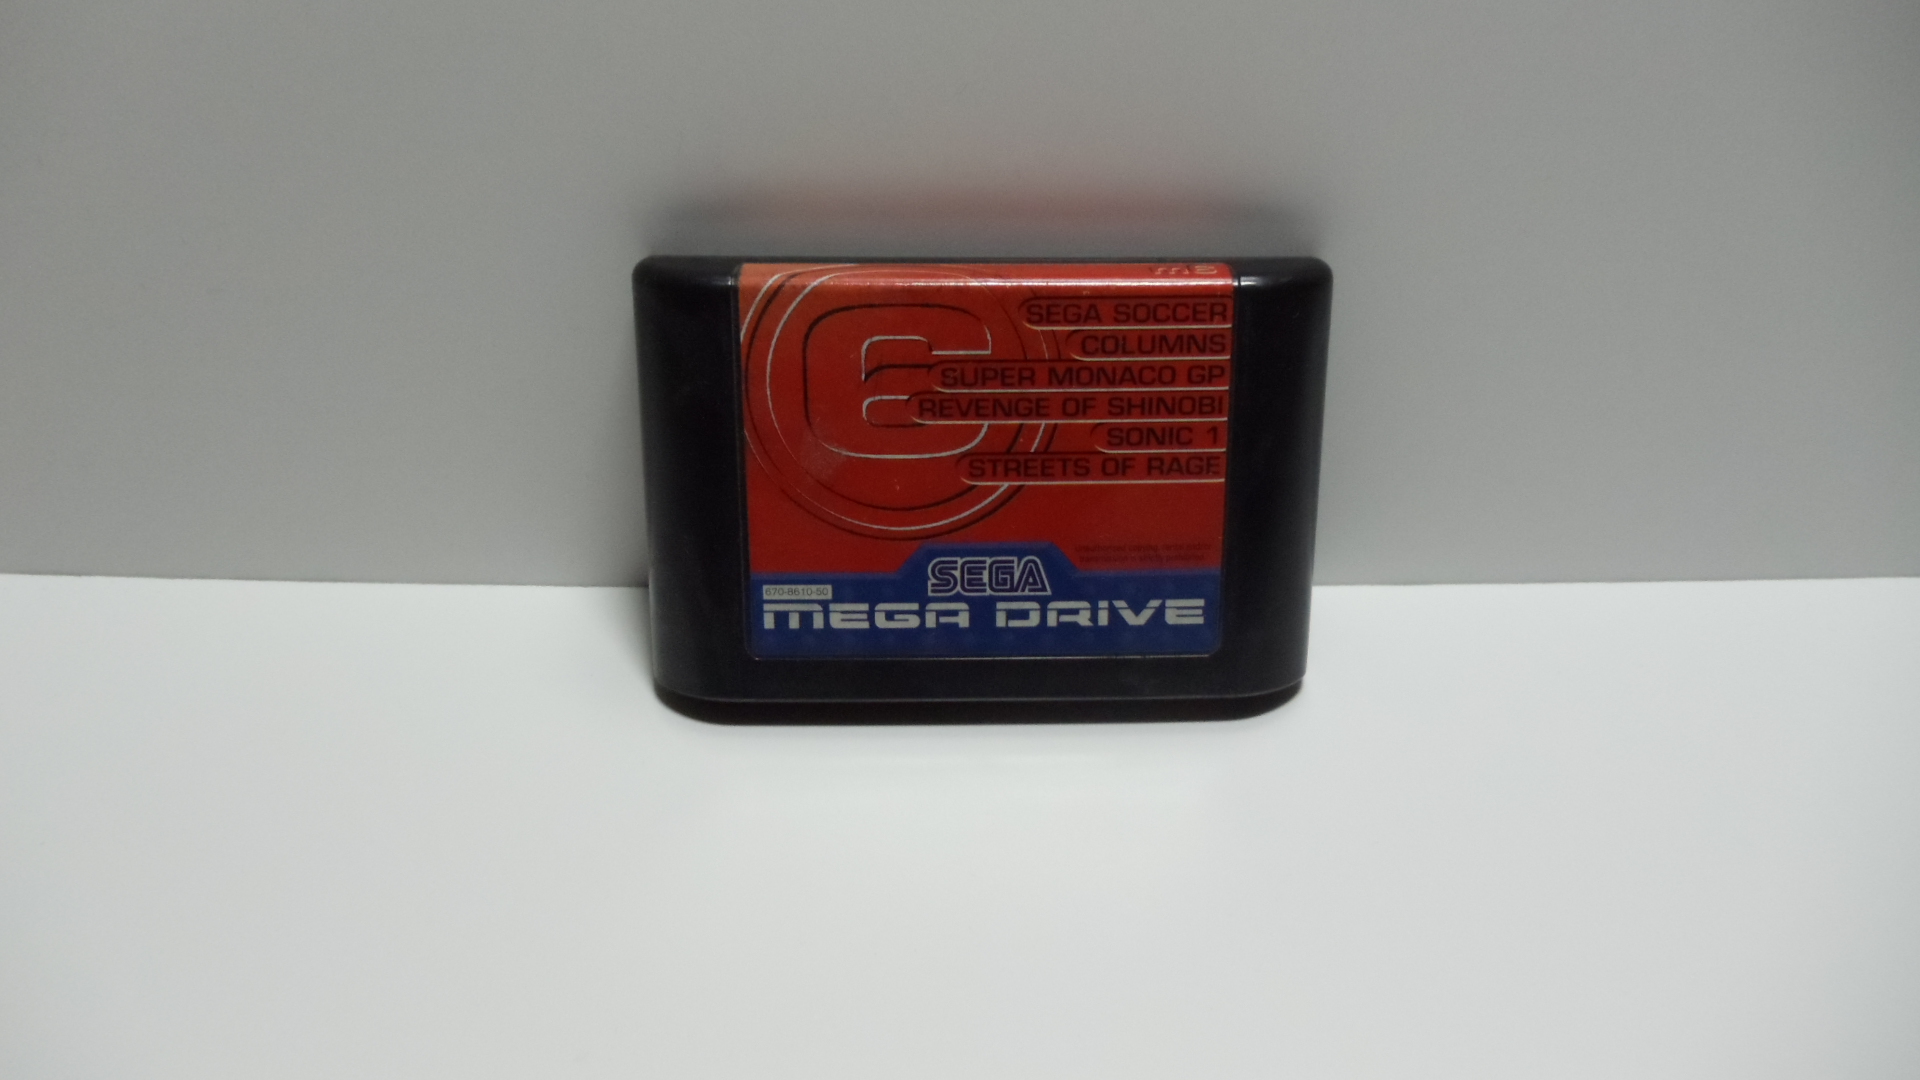 6
SEGA SOCCER
COLUMNS
SUPER MONACO GP
REVENGE OF SHINOBI
SONIC 1
STREETS OF RAGE
SEGA
670-8610-50
MEGA DRIVE